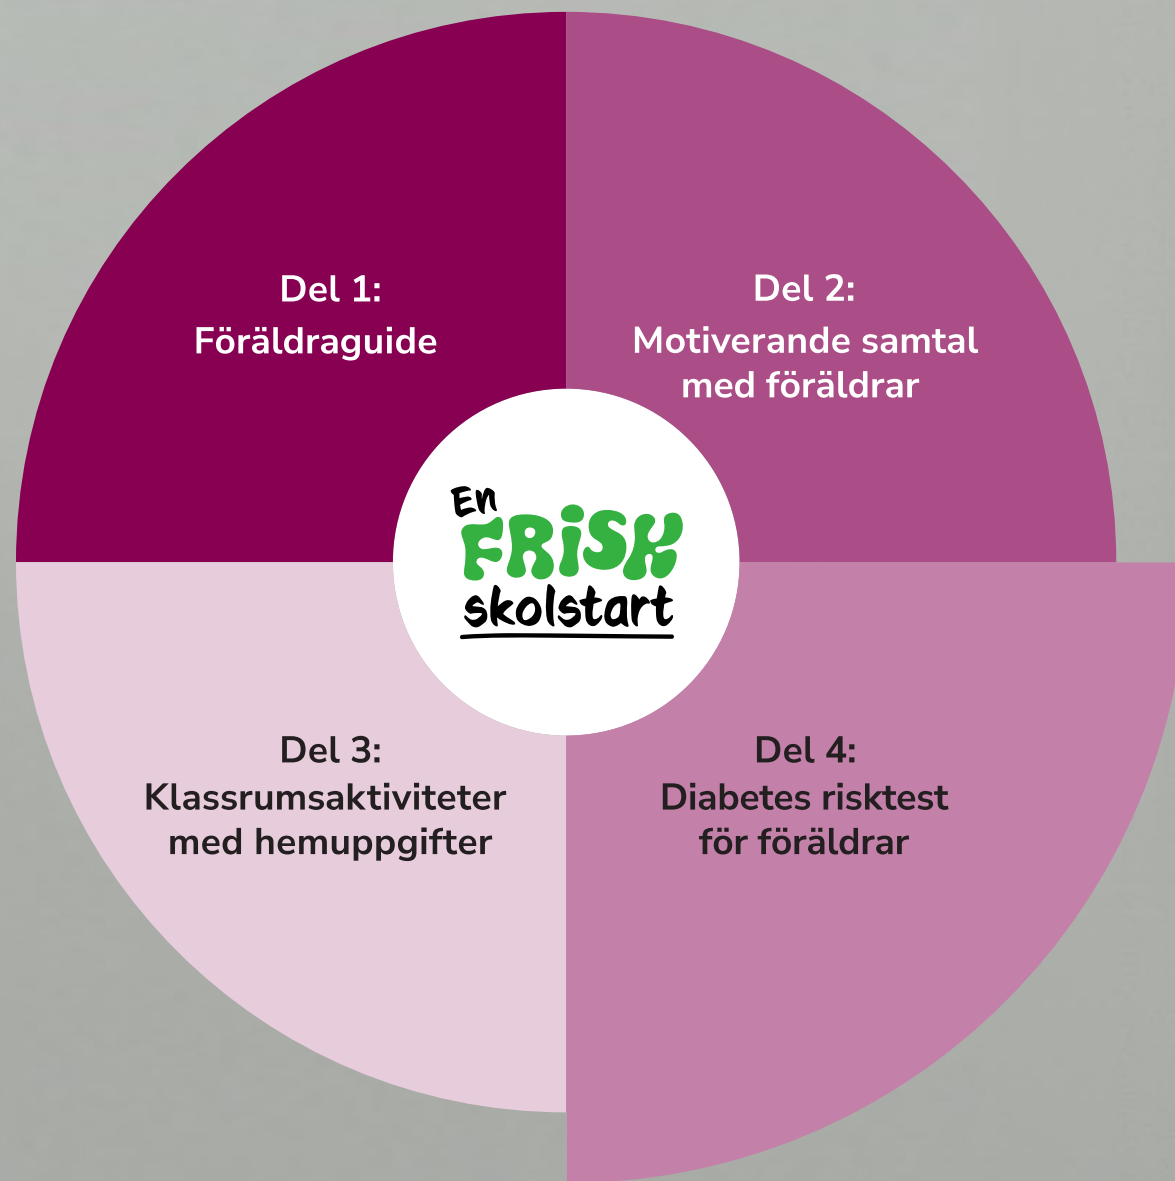 Del 1:
Föräldraguide
Del 2:
Motiverande samtal
med föräldrar
En
FRiSK
skolstart
Del 3:
Klassrumsaktiviteter
med hemuppgifter
Del 4:
Diabetes risktest
för föräldrar